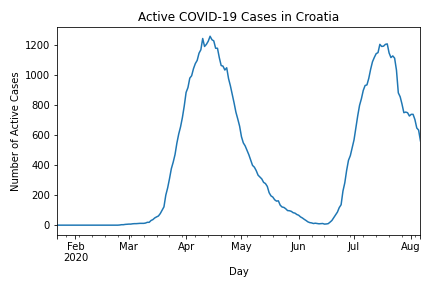 Active COVID-19 Cases in Croatia
Number of Active Cases
1200
1000
800
600
400
200
0
Feb
2020
Mar
Apr
May
Jun
Jul
Aug
Day